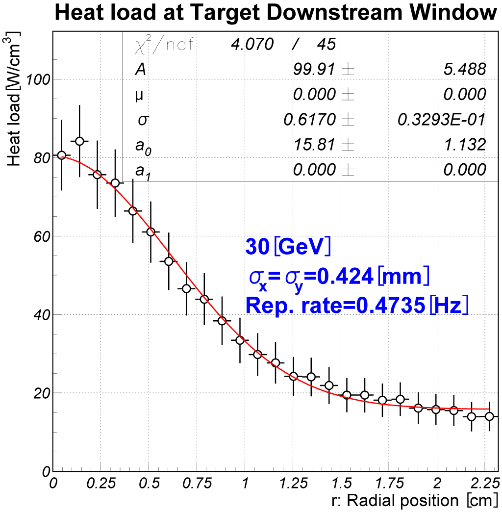 Heat load at Target Downstream Window
Heat load[W/cm³]
χ²/ndf 4.070 / 45
A 99.91 ± 5.488
μ 0.000 ± 0.000
σ 0.6170 ± 0.3293E-01
a₀ 15.81 ± 1.132
a₁ 0.000 ± 0.000
100
80
60
40
20
0
30[GeV]
σₓ=σᵧ=0.424[mm]
Rep. rate=0.4735[Hz]
0 0.25 0.5 0.75 1 1.25 1.5 1.75 2 2.25
r: Radial position [cm]